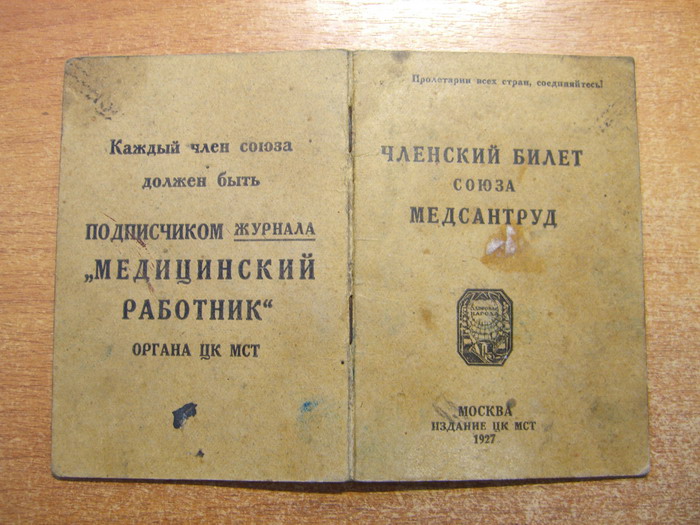 Каждый член союза
должен быть
ПОДПИСЧИКОМ ЖУРНАЛА
„МЕДИЦИНСКИЙ
РАБОТНИК“
ОРГАНА ЦК МСТ
Пролетарии всех стран, соединяйтесь!
ЧЛЕНСКИЙ БИЛЕТ
СОЮЗА
МЕДСАНТРУД
МОСКВА
ИЗДАНИЕ ЦК МСТ
1927